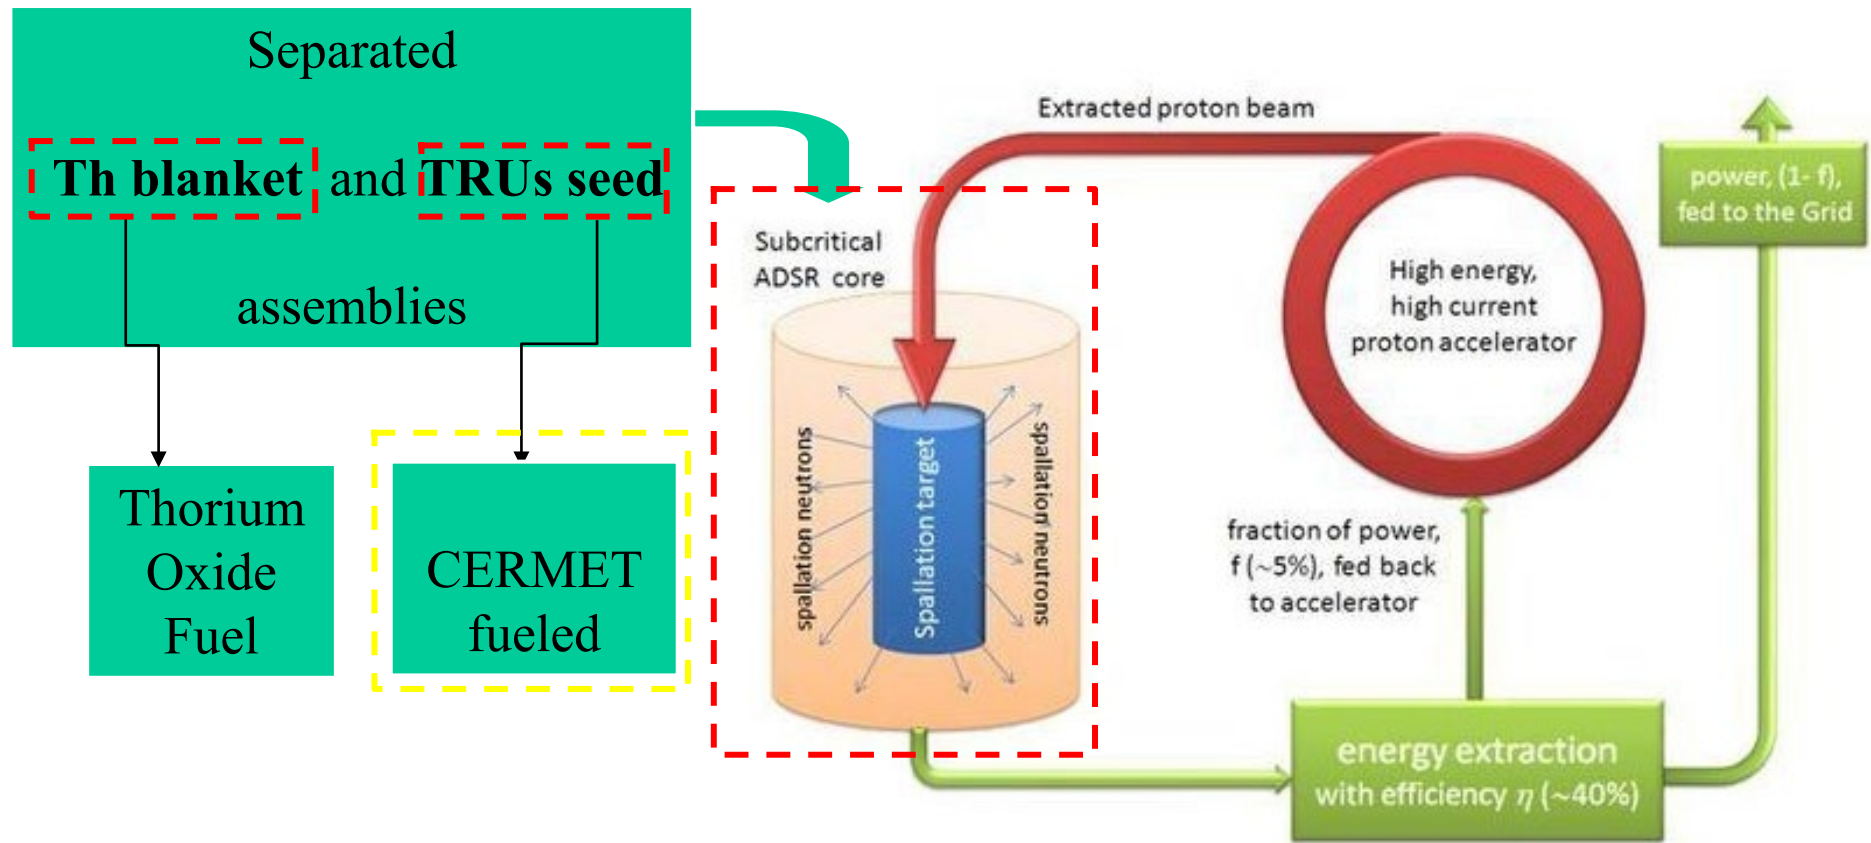 Separated
Th blanket and TRUs seed
assemblies
Thorium
Oxide
Fuel
CERMET
fueled
Subcritical
ADSR core
Extracted proton beam
spallation neutrons
Spallation target
spallation neutrons
High energy,
high current
proton accelerator
fraction of power,
f (~5%), fed back
to accelerator
power, (1- f),
fed to the Grid
energy extraction
with efficiency η (~40%)